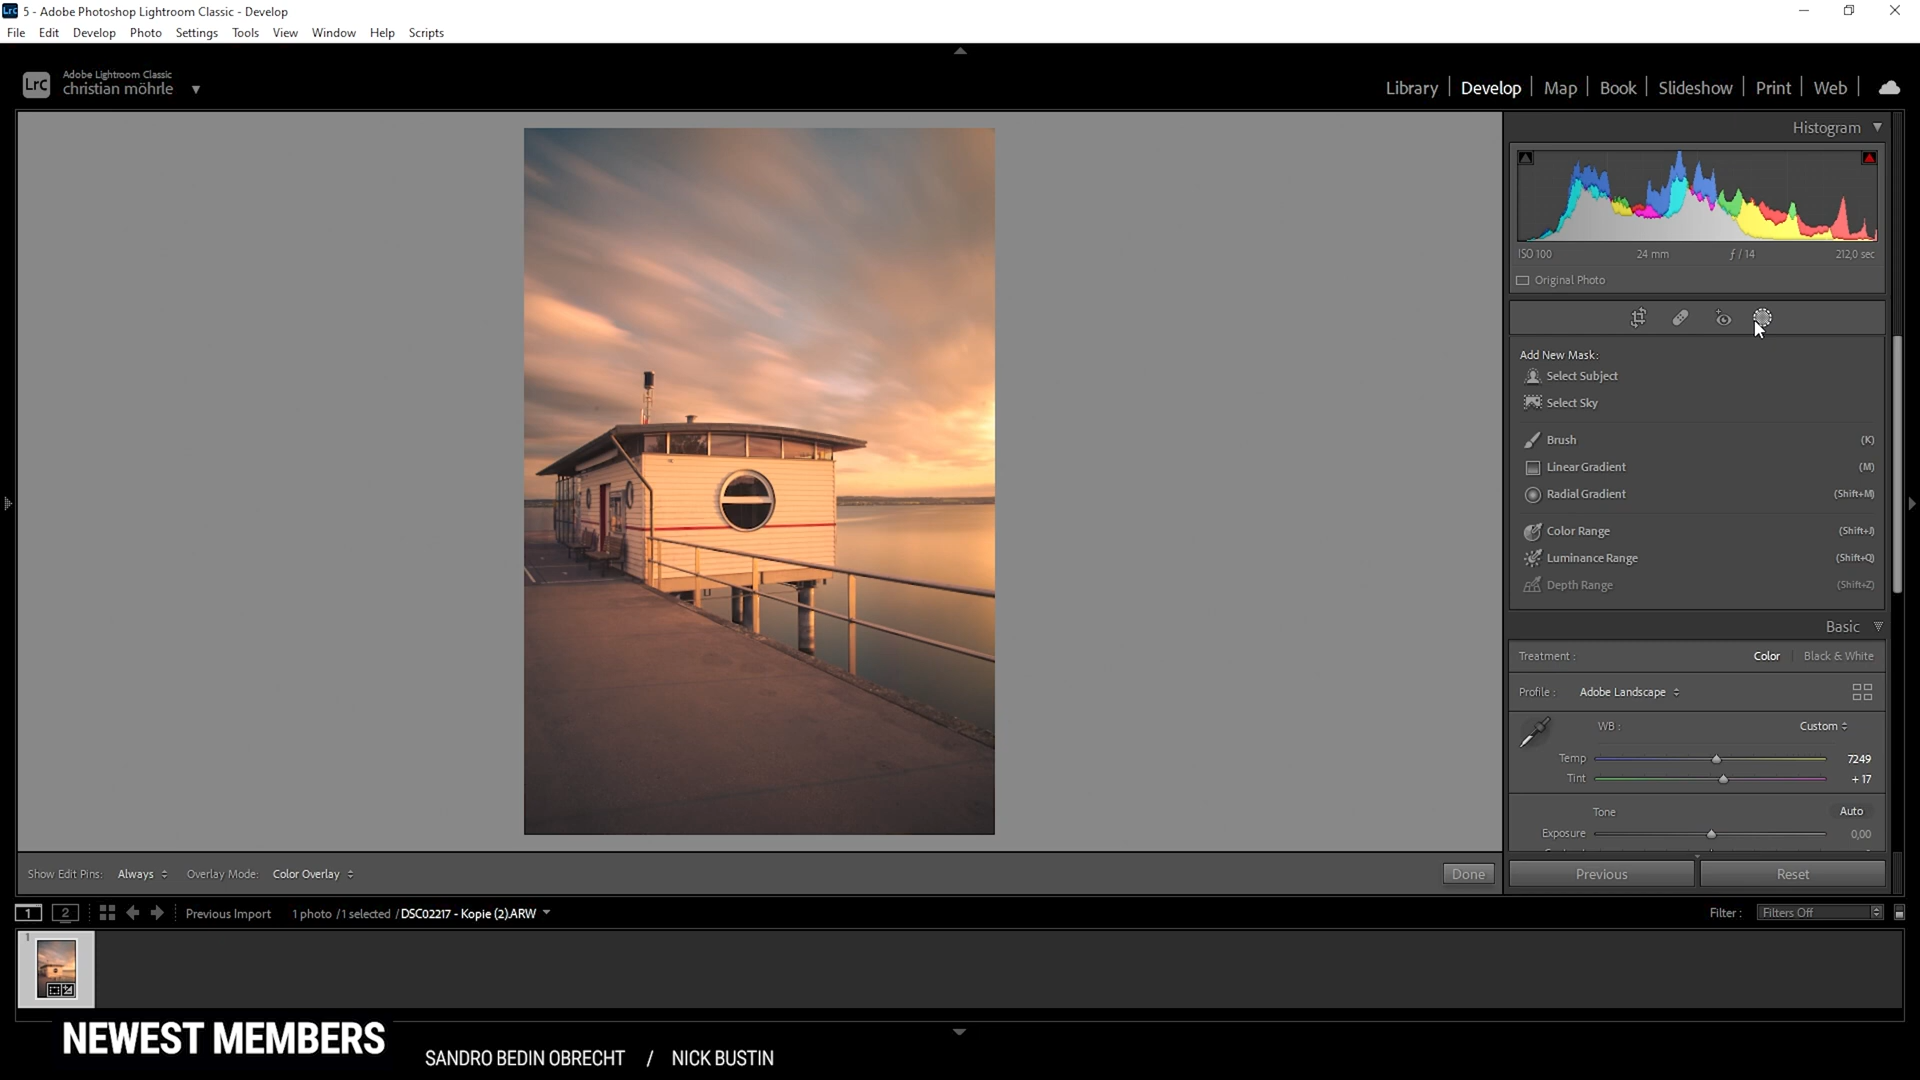 5 - Adobe Photoshop Lightroom Classic - Develop
File Edit Develop Photo Settings Tools View Window Help Scripts
LrC
Adobe Lightroom Classic
christian möhrle
Library Develop Map Book Slideshow Print Web
Histogram
ISO 100 24 mm ƒ / 14 212,0 sec
Original Photo
Add New Mask:
Select Subject
Select Sky
Brush (K)
Linear Gradient (M)
Radial Gradient (Shift+M)
Color Range (Shift+J)
Luminance Range (Shift+Q)
Depth Range (Shift+Z)
Basic
Treatment : Color Black & White
Profile : Adobe Landscape
WB : Custom
Temp 7249
Tint + 17
Tone Auto
Exposure 0,00
Show Edit Pins: Always Overlay Mode: Color Overlay Done Previous Reset
1 2 Previous Import 1 photo / 1 selected / DSC02217 - Kopie (2).ARW Filter : Filters Off
1
NEWEST MEMBERS
SANDRO BEDIN OBRECHT / NICK BUSTIN